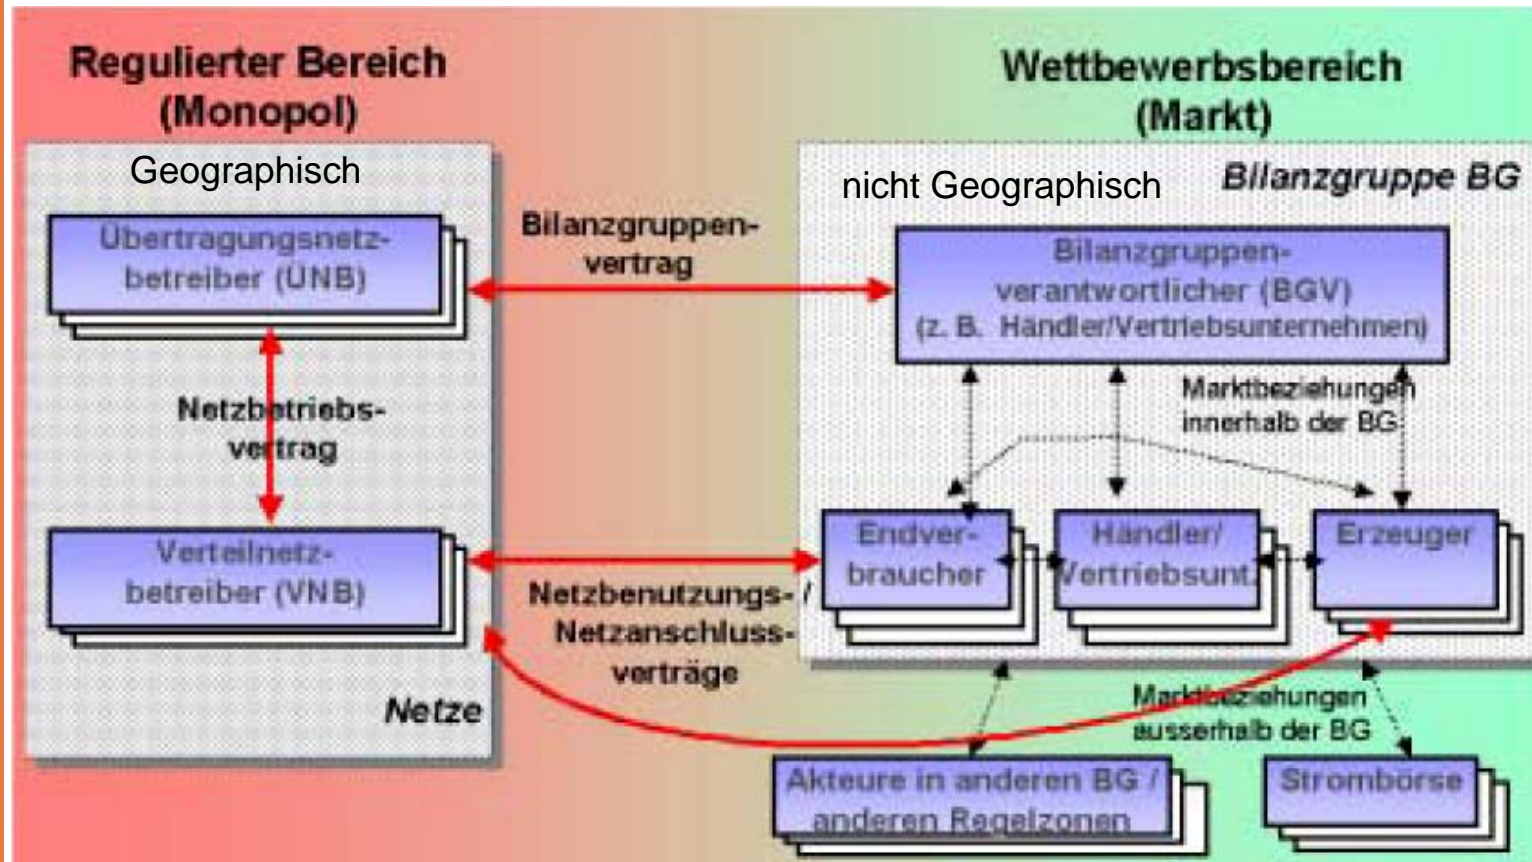 Regulierter Bereich
(Monopol)
Geographisch
Übertragungsnetz-
betreiber (ÜNB)
Netzbetriebs-
vertrag
Verteilnetz-
betreiber (VNB)
Netze
Bilanzgruppen-
vertrag
Netzbenutzungs- /
Netzanschluss-
verträge
Wettbewerbsbereich
(Markt)
nicht Geographisch
Bilanzgruppe BG
Bilanzgruppen-
verantwortlicher (BGV)
(z. B. Händler/Vertriebsunternehmen)
Marktbeziehungen
innerhalb der BG
Endver-
braucher
Händler/
Vertriebsunt.
Erzeuger
Marktbeziehungen
ausserhalb der BG
Akteure in anderen BG /
anderen Regelzonen
Strombörse